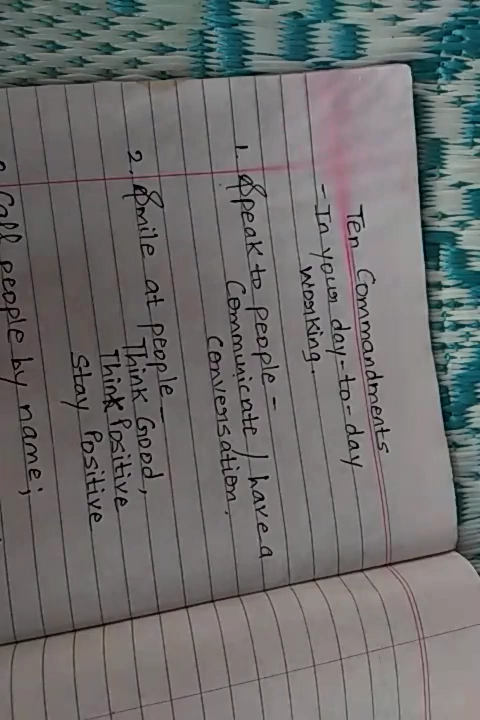 Ten Commandments
- In your day-to-day
working.
1. Speak to people -
Communicate / have a
conversation.
2. Smile at people -
Think Good,
Think Positive
Stay Positive
Call people by name;